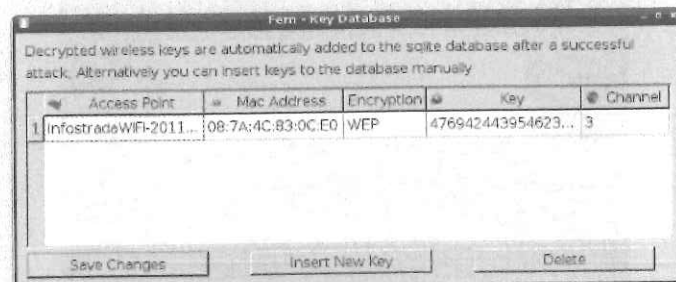 Fern - Key Database
Decrypted wireless keys are automatically added to the sqlite database after a successful
attack, Alternatively you can insert keys to the database manually
Access Point Mac Address Encryption Key Channel
1 InfostradaWiFi-2011... 08:7A:4C:83:0C:E0 WEP 476942443954623... 3
Save Changes Insert New Key Delete